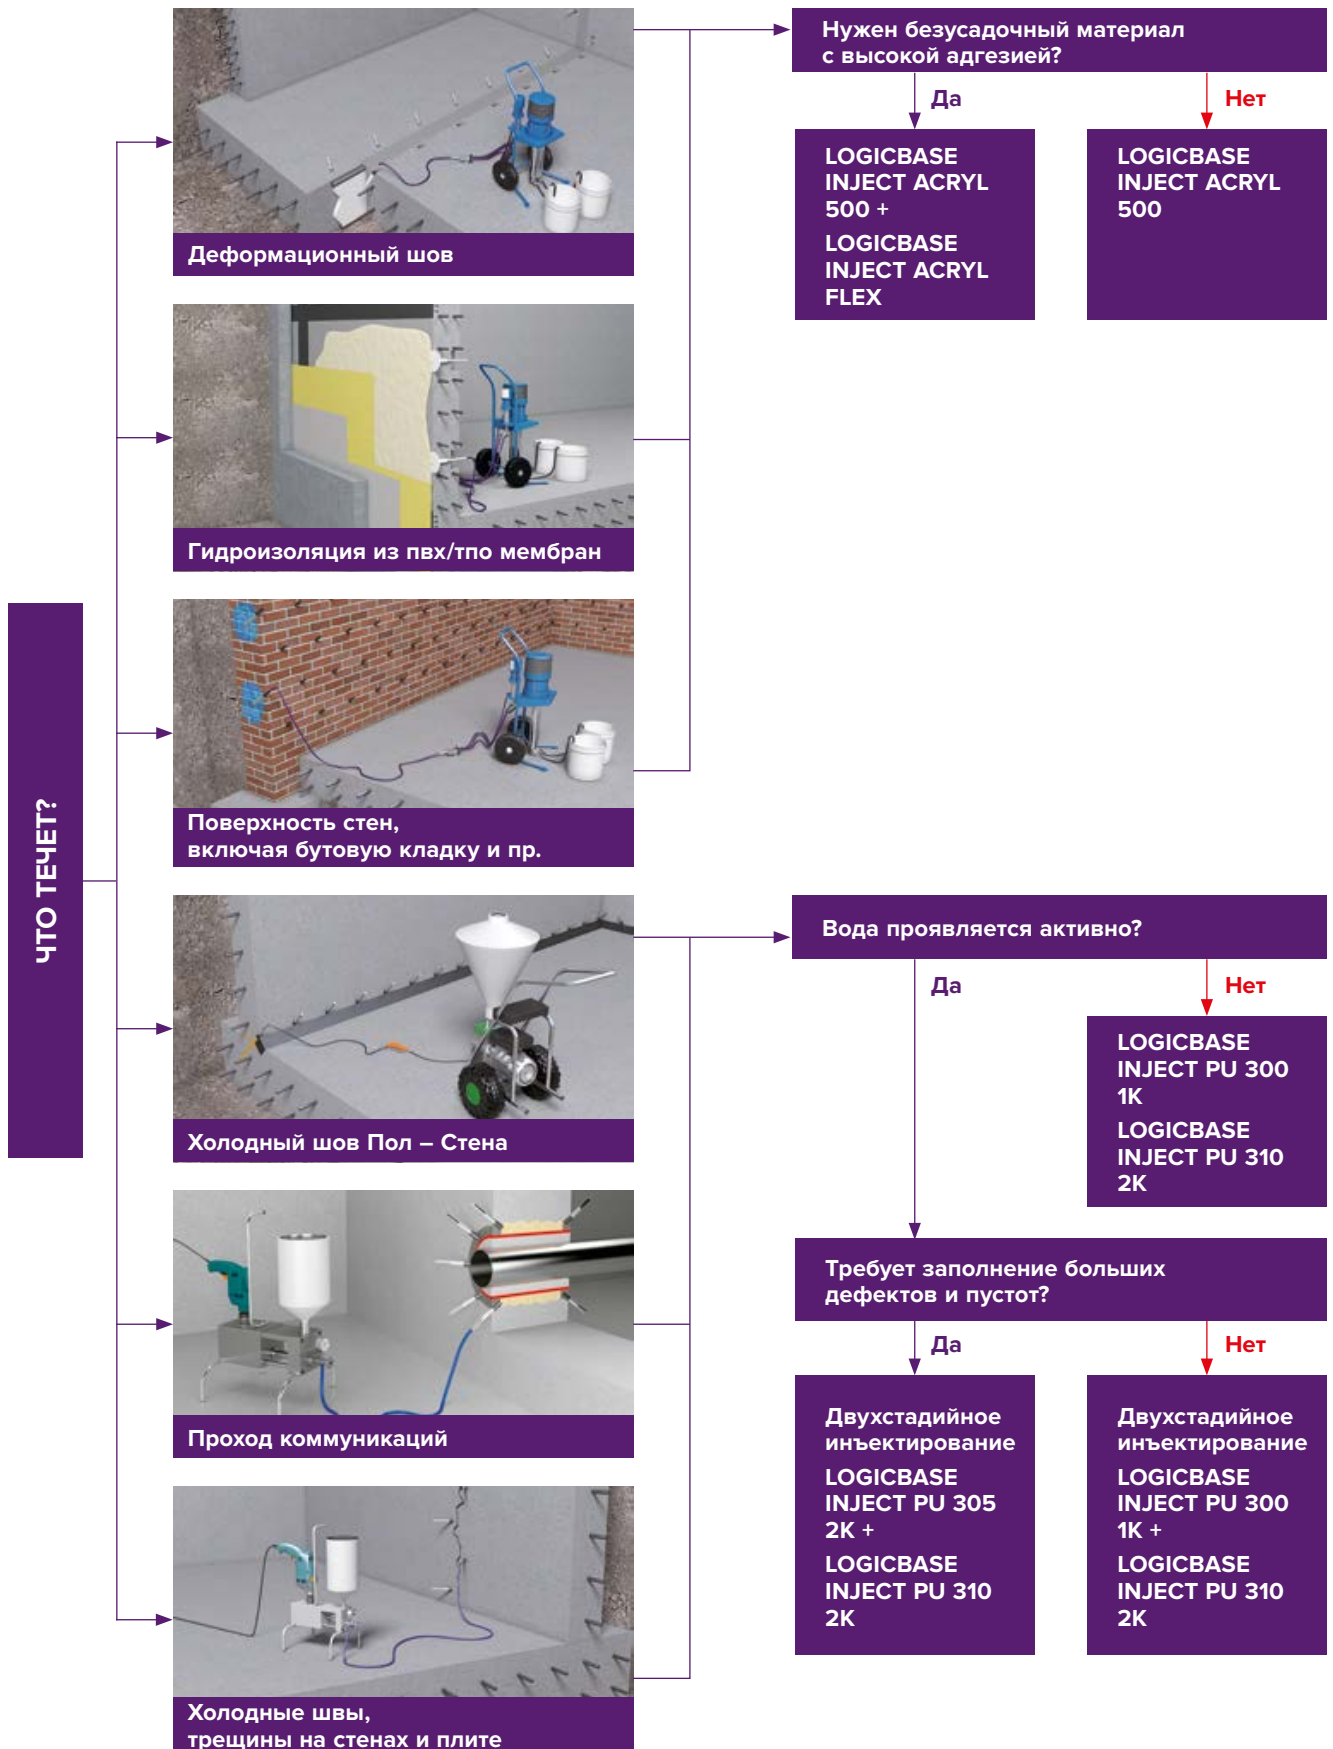 ЧТО ТЕЧЕТ?
Деформационный шов
Гидроизоляция из пвх/тпо мембран
Поверхность стен,
включая бутовую кладку и пр.
Холодный шов Пол – Стена
Проход коммуникаций
Холодные швы,
трещины на стенах и плите
Нужен безусадочный материал
с высокой адгезией?
Да
Нет
LOGICBASE
INJECT ACRYL
500 +
LOGICBASE
INJECT ACRYL
FLEX
LOGICBASE
INJECT ACRYL
500
Вода проявляется активно?
Да
Нет
LOGICBASE
INJECT PU 300
1K
LOGICBASE
INJECT PU 310
2K
Требует заполнение больших
дефектов и пустот?
Да
Нет
Двухстадийное
инъектирование
LOGICBASE
INJECT PU 305
2K +
LOGICBASE
INJECT PU 310
2K
Двухстадийное
инъектирование
LOGICBASE
INJECT PU 300
1K +
LOGICBASE
INJECT PU 310
2K